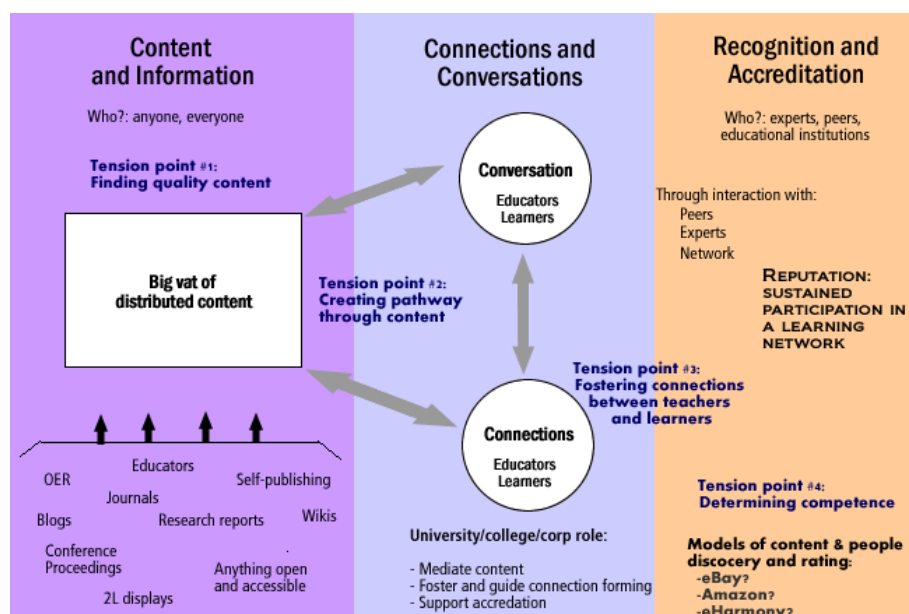 Content
and Information
Who?: anyone, everyone
Tension point #1:
Finding quality content
Big vat of
distributed content
Tension point #2:
Creating pathway
through content
OER
Educators
Self-publishing
Journals
Blogs
Research reports
Wikis
Conference
Proceedings
Anything open
and accessible
2L displays
Connections and
Conversations
Conversation
Educators
Learners
Tension point #3:
Fostering connections
between teachers
and learners
Connections
Educators
Learners
University/college/corp role:
- Mediate content
- Foster and guide connection forming
- Support accredation
Recognition and
Accreditation
Who?: experts, peers,
educational institutions
Through interaction with:
Peers
Experts
Network
REPUTATION:
SUSTAINED
PARTICIPATION IN
A LEARNING
NETWORK
Tension point #4:
Determining competence
Models of content & people
discocery and rating:
-eBay?
-Amazon?
-eHarmony?